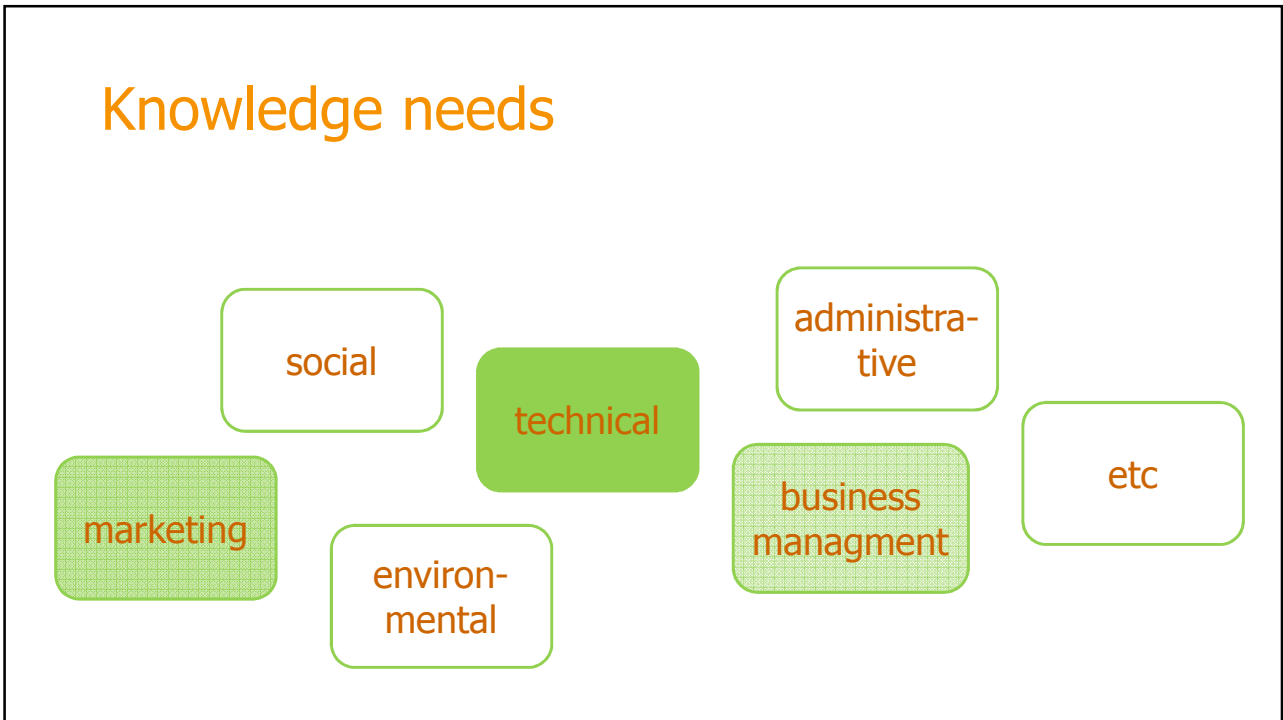 Knowledge needs
social
technical
administra-
tive
etc
marketing
environ-
mental
business
managment